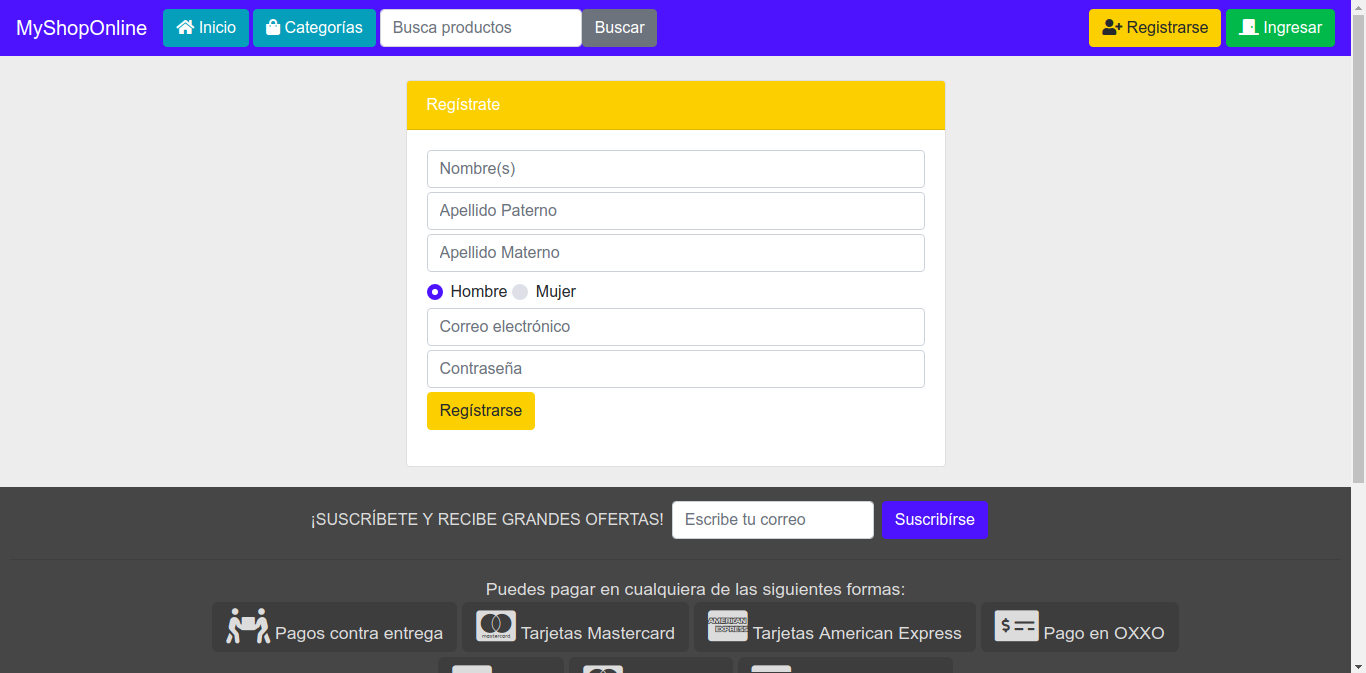 MyShopOnline Inicio Categorías Busca productos Buscar Registrarse Ingresar
Regístrate
Nombre(s)
Apellido Paterno
Apellido Materno
Hombre Mujer
Correo electrónico
Contraseña
Regístrarse
¡SUSCRÍBETE Y RECIBE GRANDES OFERTAS! Escribe tu correo Suscribírse
Puedes pagar en cualquiera de las siguientes formas:
Pagos contra entrega mastercard Tarjetas Mastercard AMERICAN EXPRESS Tarjetas American Express $ Pago en OXXO